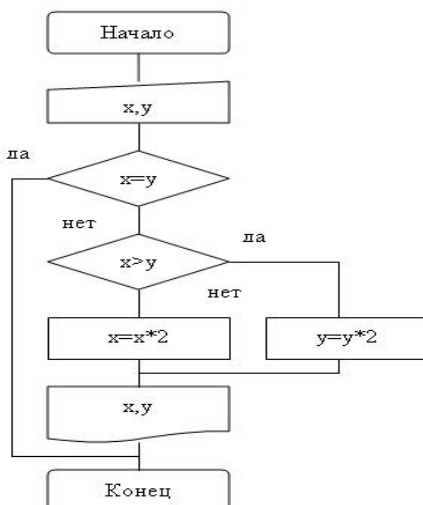 Начало
x,y
да
x=y
нет
да
x>y
нет
x=x*2
y=y*2
x,y
Конец